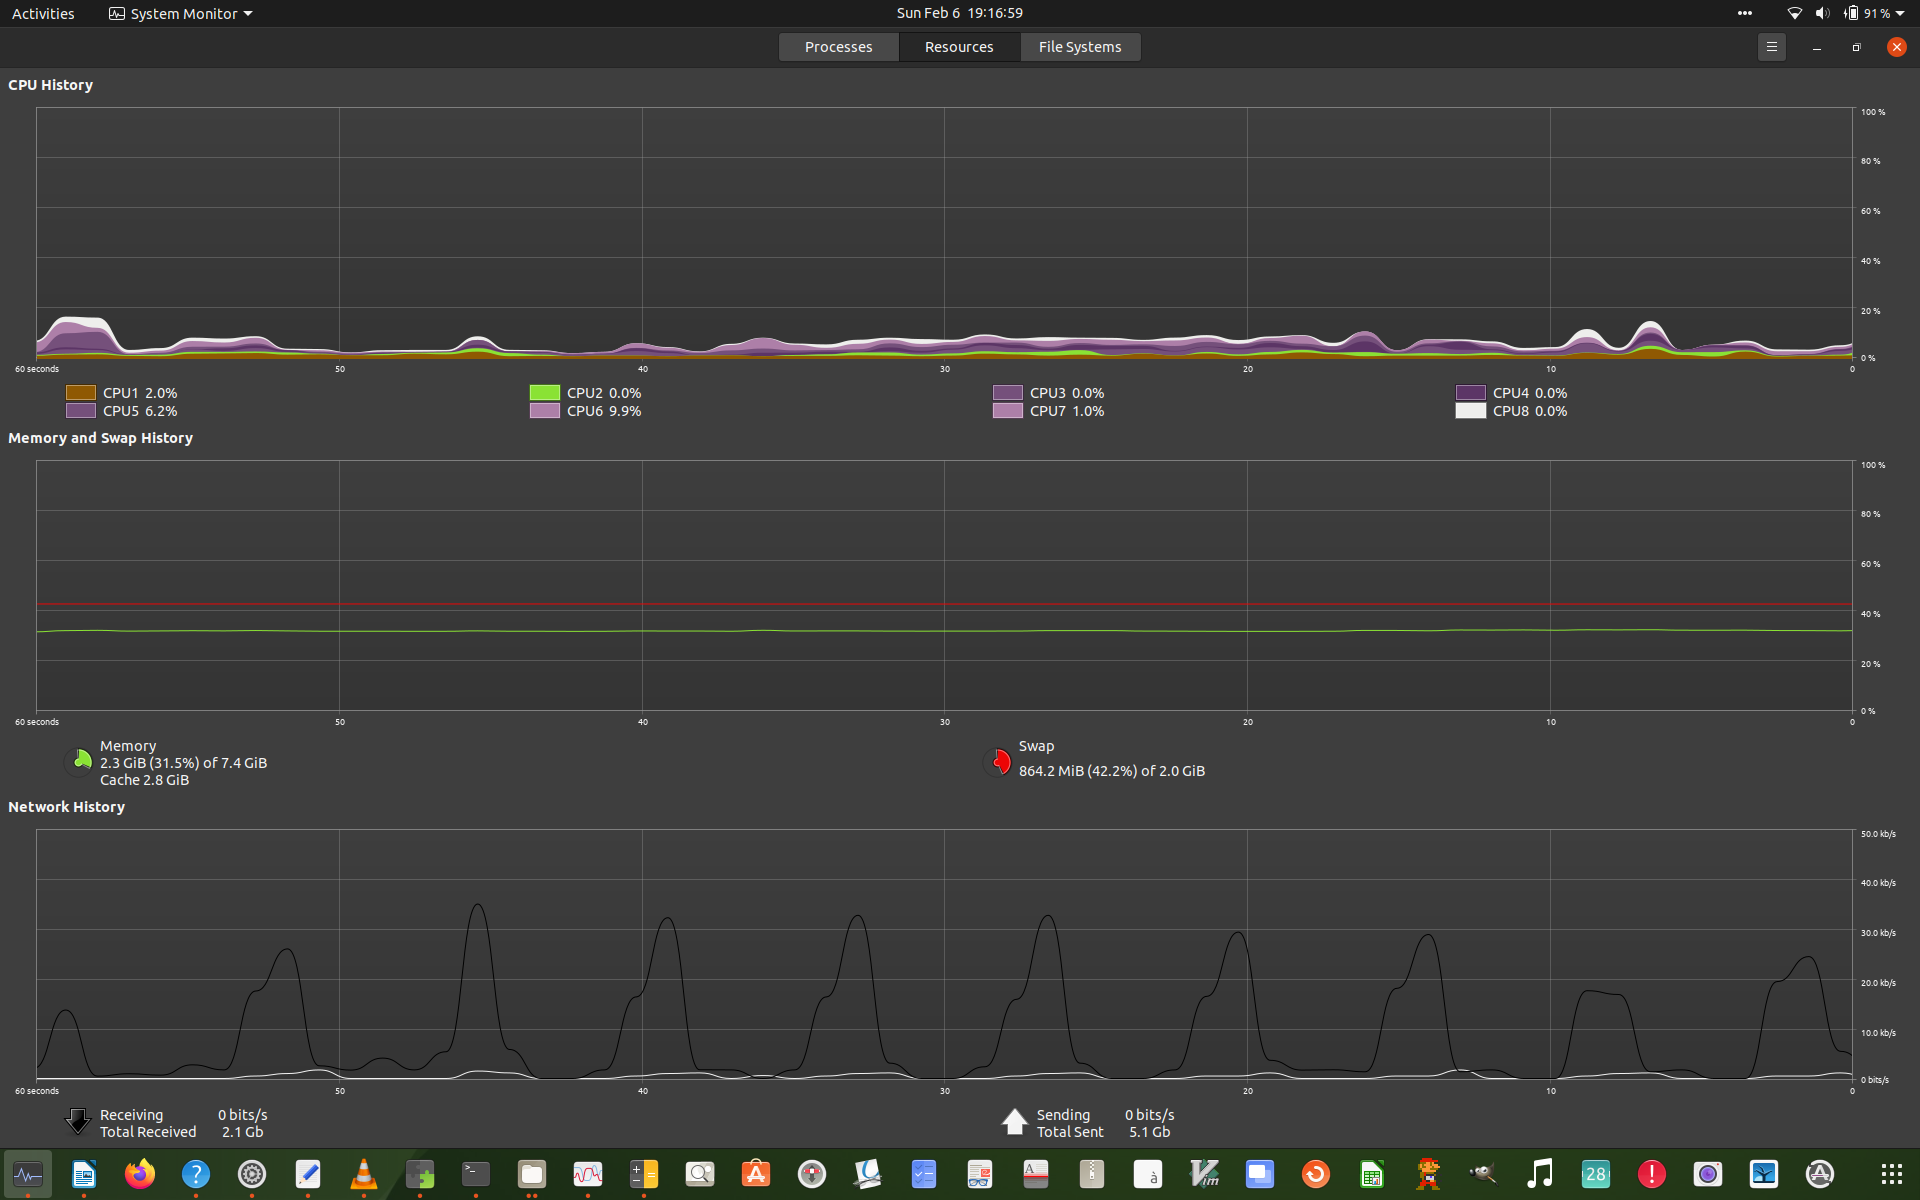 Activities System Monitor Sun Feb 6 19:16:59 91 %
Processes Resources File Systems
CPU History
100 %
80 %
60 %
40 %
20 %
0 %
60 seconds 50 40 30 20 10 0
CPU1 2.0% CPU2 0.0% CPU3 0.0% CPU4 0.0%
CPU5 6.2% CPU6 9.9% CPU7 1.0% CPU8 0.0%
Memory and Swap History
100 %
80 %
60 %
40 %
20 %
0 %
60 seconds 50 40 30 20 10 0
Memory
2.3 GiB (31.5%) of 7.4 GiB
Cache 2.8 GiB
Swap
864.2 MiB (42.2%) of 2.0 GiB
Network History
50.0 kb/s
40.0 kb/s
30.0 kb/s
20.0 kb/s
10.0 kb/s
0 bits/s
60 seconds 50 40 30 20 10 0
Receiving 0 bits/s
Total Received 2.1 Gb
Sending 0 bits/s
Total Sent 5.1 Gb
? >_ A à Vim 28 !